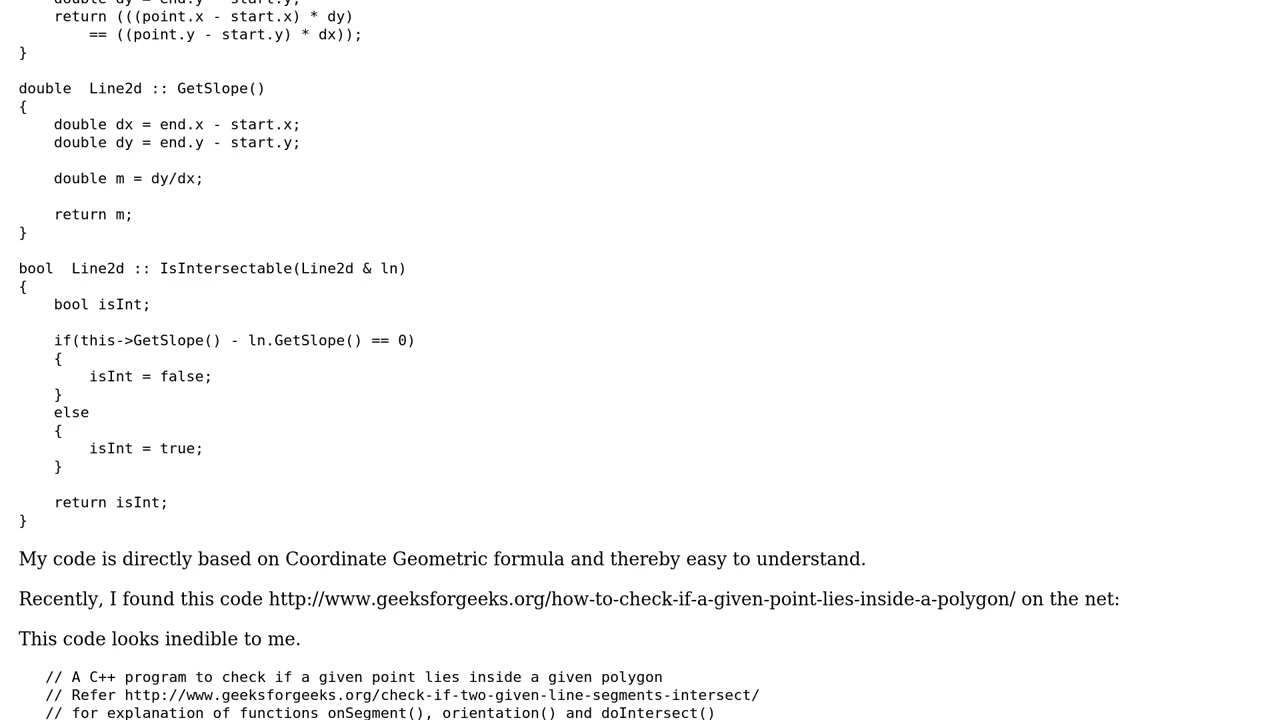 double dy = end.y - start.y;
    return (((point.x - start.x) * dy)
        == ((point.y - start.y) * dx));
}

double  Line2d :: GetSlope()
{
    double dx = end.x - start.x;
    double dy = end.y - start.y;

    double m = dy/dx;

    return m;
}

bool  Line2d :: IsIntersectable(Line2d & ln)
{
    bool isInt;

    if(this->GetSlope() - ln.GetSlope() == 0)
    {
        isInt = false;
    }
    else
    {
        isInt = true;
    }

    return isInt;
}
My code is directly based on Coordinate Geometric formula and thereby easy to understand.
Recently, I found this code http://www.geeksforgeeks.org/how-to-check-if-a-given-point-lies-inside-a-polygon/ on the net:
This code looks inedible to me.
   // A C++ program to check if a given point lies inside a given polygon
   // Refer http://www.geeksforgeeks.org/check-if-two-given-line-segments-intersect/
   // for explanation of functions onSegment(), orientation() and doIntersect()